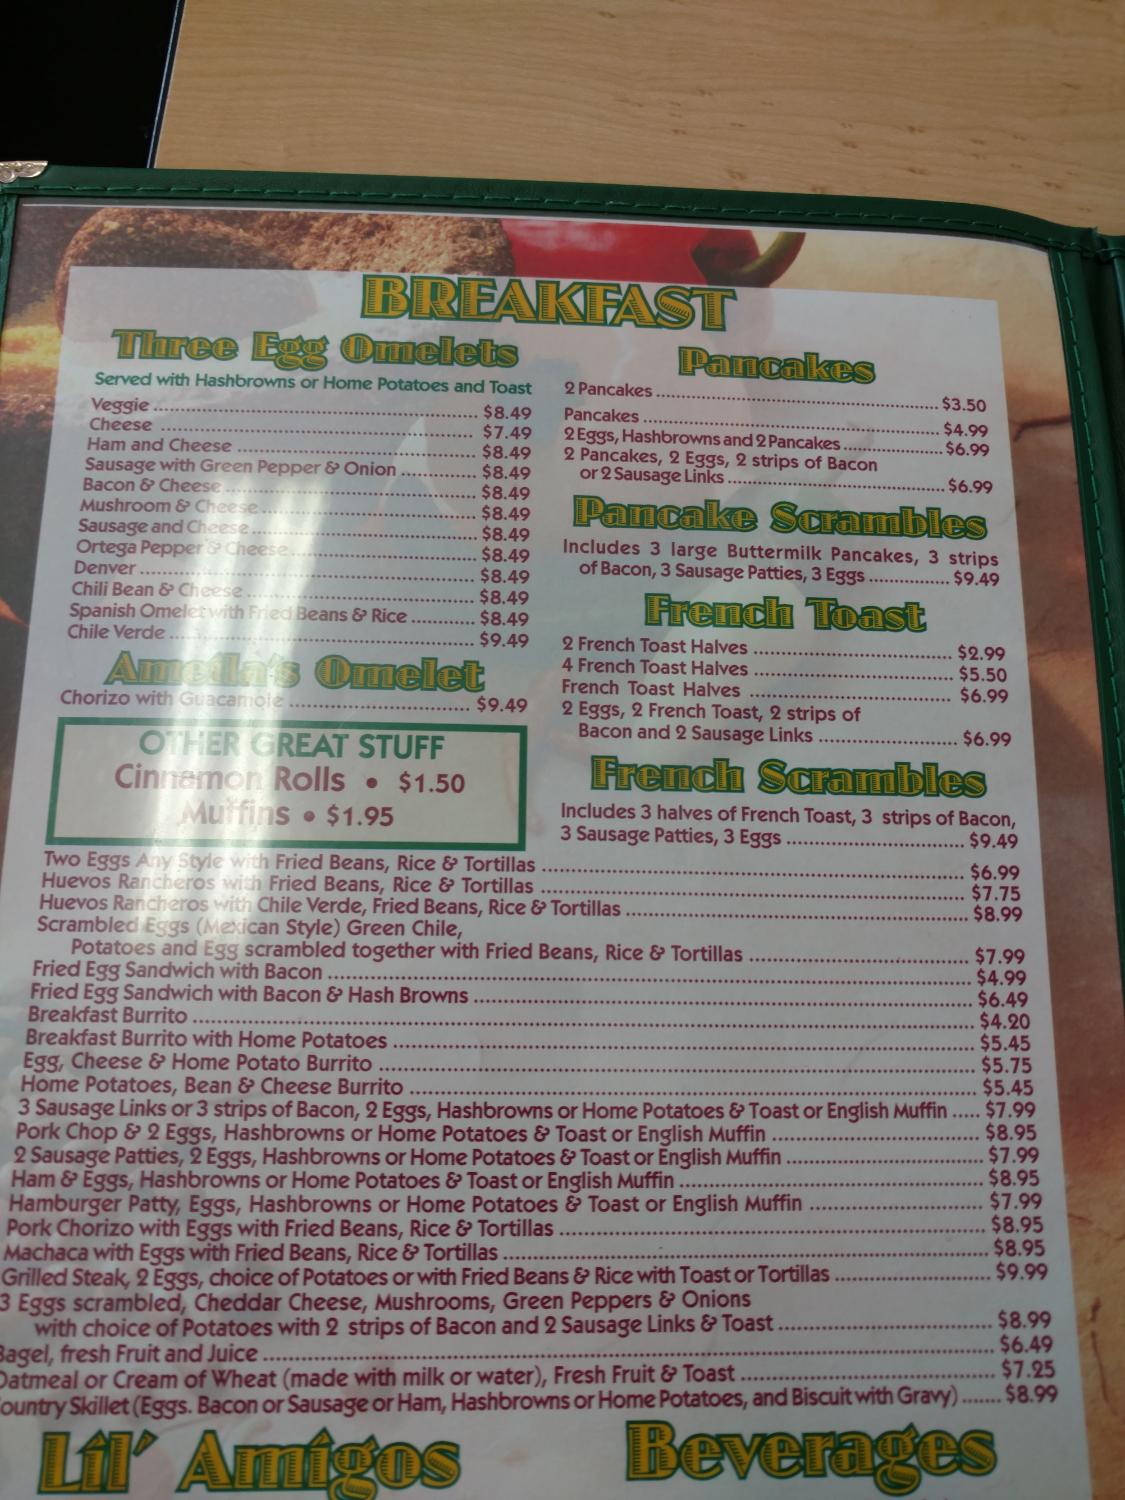 BREAKFAST
Three Egg Omelets
Served with Hashbrowns or Home Potatoes and Toast
Veggie $8.49
Cheese $7.49
Ham and Cheese $8.49
Sausage with Green Pepper & Onion $8.49
Bacon & Cheese $8.49
Mushroom & Cheese $8.49
Sausage and Cheese $8.49
Ortega Pepper & Cheese $8.49
Denver $8.49
Chili Bean & Cheese $8.49
Spanish Omelet with Fried Beans & Rice $8.49
Chile Verde $9.49
Ameila's Omelet
Chorizo with Guacamole $9.49
OTHER GREAT STUFF
Cinnamon Rolls • $1.50
Muffins • $1.95
Pancakes
2 Pancakes $3.50
Pancakes $4.99
2 Eggs, Hashbrowns and 2 Pancakes $6.99
2 Pancakes, 2 Eggs, 2 strips of Bacon
or 2 Sausage Links $6.99
Pancake Scrambles
Includes 3 large Buttermilk Pancakes, 3 strips
of Bacon, 3 Sausage Patties, 3 Eggs $9.49
French Toast
2 French Toast Halves $2.99
4 French Toast Halves $5.50
French Toast Halves $6.99
2 Eggs, 2 French Toast, 2 strips of
Bacon and 2 Sausage Links $6.99
French Scrambles
Includes 3 halves of French Toast, 3 strips of Bacon,
3 Sausage Patties, 3 Eggs $9.49
Two Eggs Any Style with Fried Beans, Rice & Tortillas $6.99
Huevos Rancheros with Fried Beans, Rice & Tortillas $7.75
Huevos Rancheros with Chile Verde, Fried Beans, Rice & Tortillas $8.99
Scrambled Eggs (Mexican Style) Green Chile,
Potatoes and Egg scrambled together with Fried Beans, Rice & Tortillas $7.99
Fried Egg Sandwich with Bacon $4.99
Fried Egg Sandwich with Bacon & Hash Browns $6.49
Breakfast Burrito $4.20
Breakfast Burrito with Home Potatoes $5.45
Egg, Cheese & Home Potato Burrito $5.75
Home Potatoes, Bean & Cheese Burrito $5.45
3 Sausage Links or 3 strips of Bacon, 2 Eggs, Hashbrowns or Home Potatoes & Toast or English Muffin $7.99
Pork Chop & 2 Eggs, Hashbrowns or Home Potatoes & Toast or English Muffin $8.95
2 Sausage Patties, 2 Eggs, Hashbrowns or Home Potatoes & Toast or English Muffin $7.99
Ham & Eggs, Hashbrowns or Home Potatoes & Toast or English Muffin $8.95
Hamburger Patty, Eggs, Hashbrowns or Home Potatoes & Toast or English Muffin $7.99
Pork Chorizo with Eggs with Fried Beans, Rice & Tortillas $8.95
Machaca with Eggs with Fried Beans, Rice & Tortillas $8.95
Grilled Steak, 2 Eggs, choice of Potatoes or with Fried Beans & Rice with Toast or Tortillas $9.99
3 Eggs scrambled, Cheddar Cheese, Mushrooms, Green Peppers & Onions
with choice of Potatoes with 2 strips of Bacon and 2 Sausage Links & Toast $8.99
Bagel, fresh Fruit and Juice $6.49
Oatmeal or Cream of Wheat (made with milk or water), Fresh Fruit & Toast $7.25
ountry Skillet (Eggs. Bacon or Sausage or Ham, Hashbrowns or Home Potatoes, and Biscuit with Gravy) $8.99
Lil' Amigos
Beverages